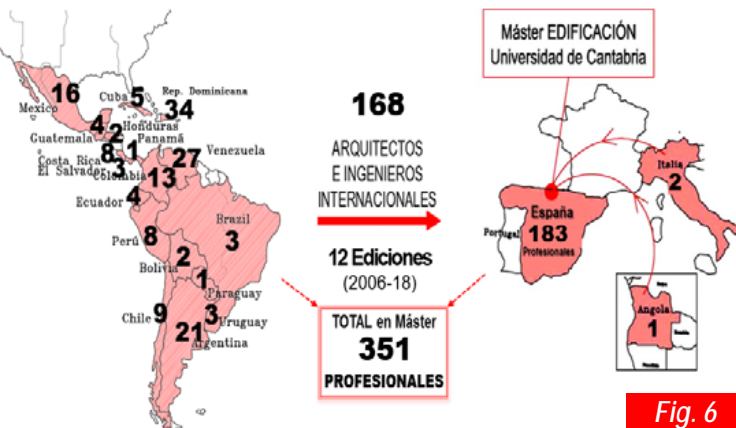 Mexico
16
Cuba
5
Rep. Dominicana
34
Guatemala
4
2
Honduras
Panamá
1
Costa Rica
8
El Salvador
3
Colombia
13
27
Venezuela
Ecuador
4
Perú
8
Brazil
3
2
Bolivia
1
Paraguay
Chile
9
3
Uruguay
21
Argentina
168
ARQUITECTOS
E INGENIEROS
INTERNACIONALES
12 Ediciones
(2006-18)
TOTAL en Máster
351
PROFESIONALES
Máster EDIFICACIÓN
Universidad de Cantabria
Italia
2
España
183
Profesionales
Portugal
Angola
1
Fig. 6